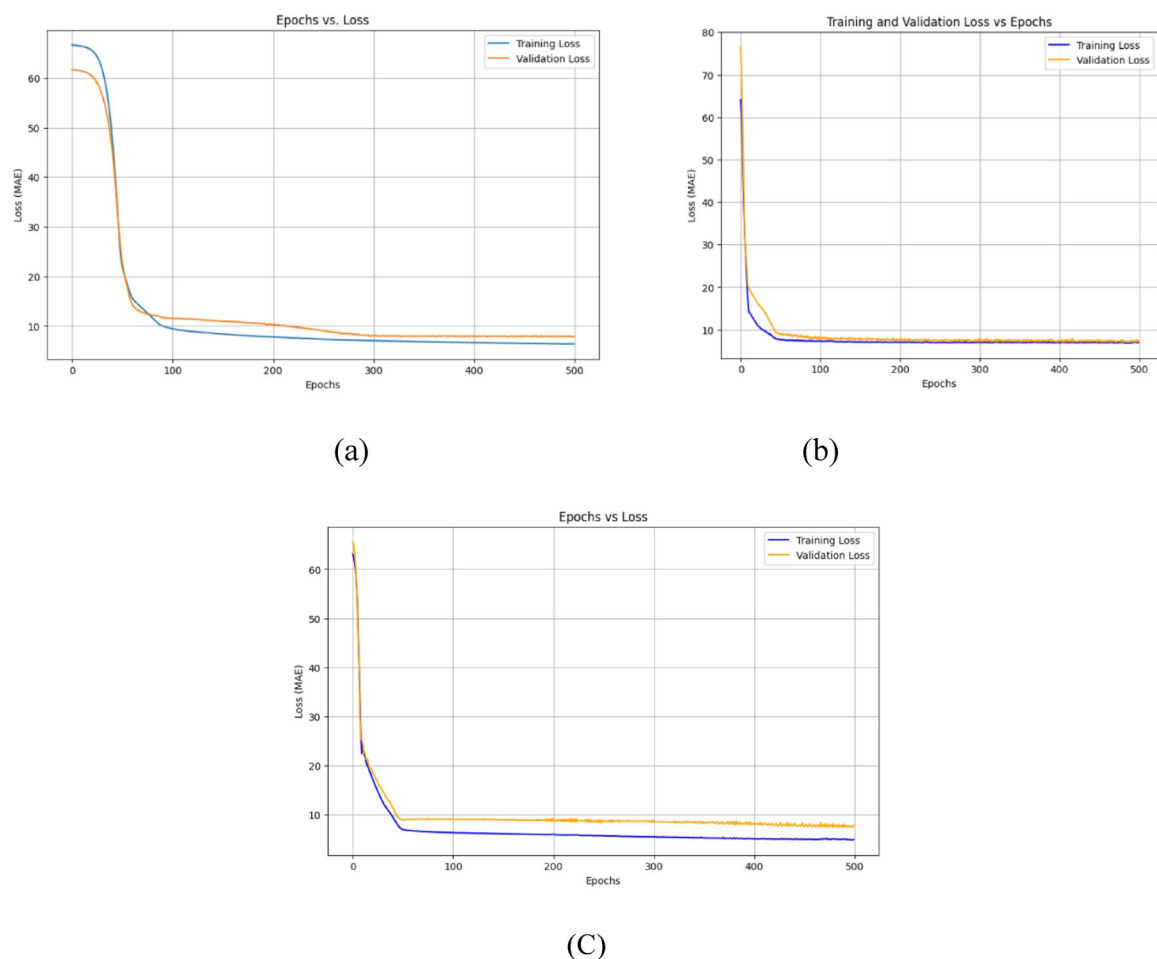 Epochs vs. Loss
Training Loss
Validation Loss
Loss (MAE)
60
50
40
30
20
10
0
100
200
300
400
500
Epochs
(a)
Training and Validation Loss vs Epochs
Training Loss
Validation Loss
Loss (MAE)
80
70
60
50
40
30
20
10
0
100
200
300
400
500
Epochs
(b)
Epochs vs Loss
Training Loss
Validation Loss
Loss (MAE)
60
50
40
30
20
10
0
100
200
300
400
500
Epochs
(C)